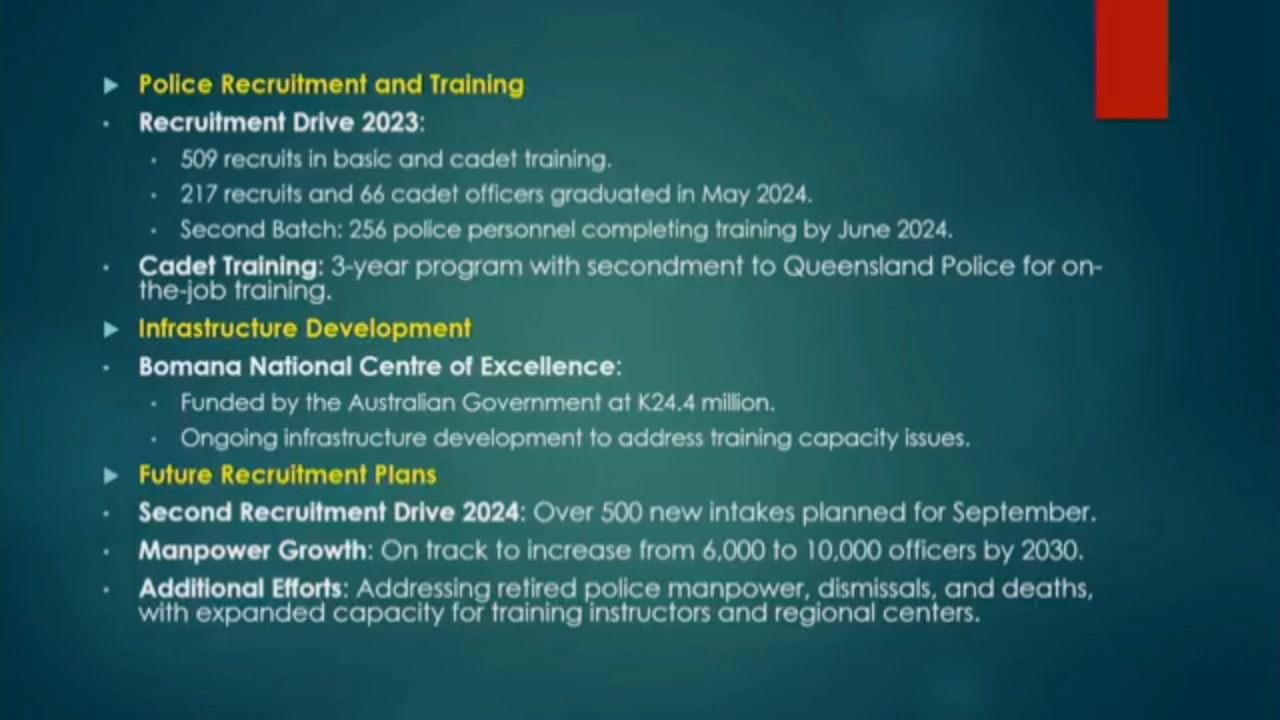 Police Recruitment and Training
Recruitment Drive 2023:
509 recruits in basic and cadet training.
217 recruits and 66 cadet officers graduated in May 2024.
Second Batch: 256 police personnel completing training by June 2024.
Cadet Training: 3-year program with secondment to Queensland Police for on-
the-job training.
Infrastructure Development
Bomana National Centre of Excellence:
Funded by the Australian Government at K24.4 million.
Ongoing infrastructure development to address training capacity issues.
Future Recruitment Plans
Second Recruitment Drive 2024: Over 500 new intakes planned for September.
Manpower Growth: On track to increase from 6,000 to 10,000 officers by 2030.
Additional Efforts: Addressing retired police manpower, dismissals, and deaths,
with expanded capacity for training instructors and regional centers.